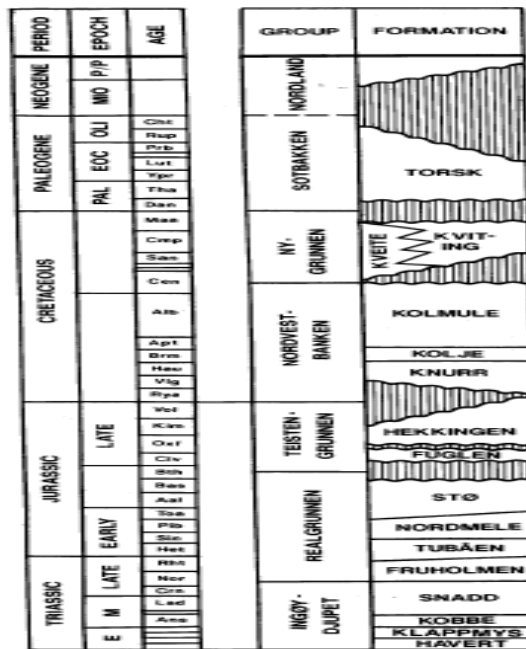 PERIOD EPOCH AGE GROUP FORMATION
NEOGENE P/P NORDLAND
MIO
PALEOGENE OLI Cht SOTBAKKEN
Rup
EOC Prb
Lut TORSK
Ypr
PAL Tha
Dan
CRETACEOUS Maa NY-
GRUNNEN KVEITE KVIT-
ING
Cmp
San
Cen
Alb NORDVEST-
BANKEN KOLMULE
Apt KOLJE
Brm
Hau KNURR
Vlg
Rya
JURASSIC LATE Vol TEISTEN-
GRUNNEN
Kim HEKKINGEN
Oxf
Clv FUGLEN
Bth REALGRUNNEN
Bas STØ
Aal
EARLY Toa
Plb NORDMELE
Sin
Het TUBÅEN
TRIASSIC LATE Rht FRUHOLMEN
Nor
Crn INGØY-
DJUPET SNADD
M Lad
Ans KOBBE
E KLAPPMYS
HAVERT